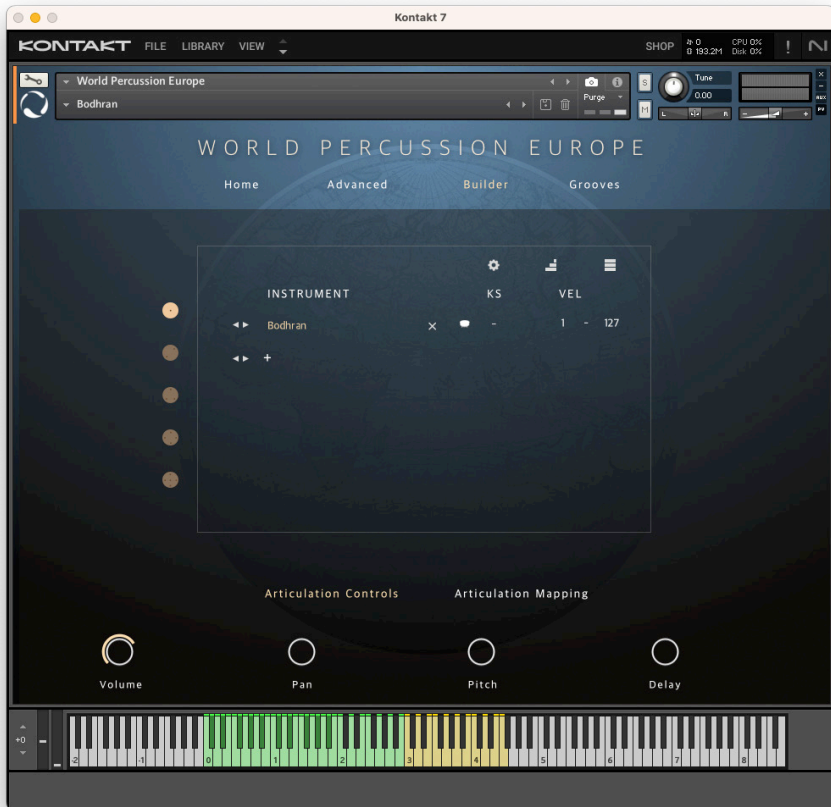 Kontakt 7
KONTAKT FILE LIBRARY VIEW SHOP 0 CPU 0%
193.2M Disk 0% !
World Percussion Europe S Tune
Purge 0.00 AUX
Bodhran M L R - + PV
WORLD PERCUSSION EUROPE
Home Advanced Builder Grooves
INSTRUMENT KS VEL
Bodhran × - 1 - 127
+
Articulation Controls Articulation Mapping
Volume Pan Pitch Delay
+0
-2 -1 0 1 2 3 4 5 6 7 8